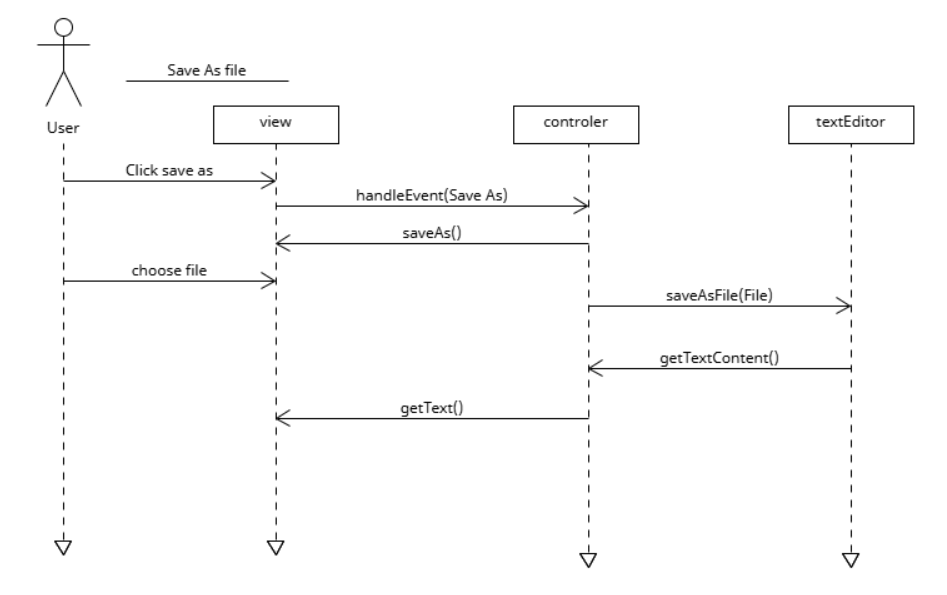 Save As file
User
view
controler
textEditor
Click save as
handleEvent(Save As)
saveAs()
choose file
saveAsFile(File)
getTextContent()
getText()